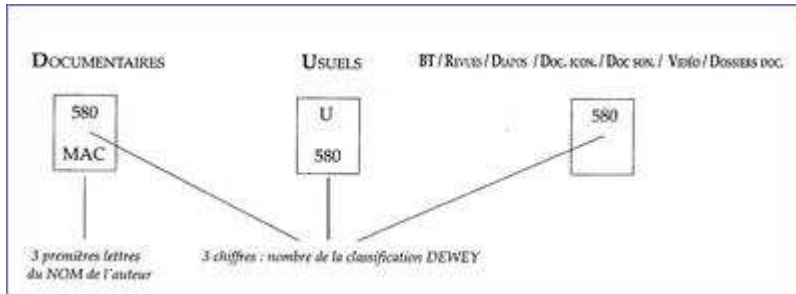 DOCUMENTAIRES
USUELS
BT / REVUES / DIAPOS / DOC. ICON. / DOC SON. / VIDÉO / DOSSIERS DOC.
580
MAC
U
580
580
3 premières lettres
du NOM de l'auteur
3 chiffres : nombre de la classification DEWEY